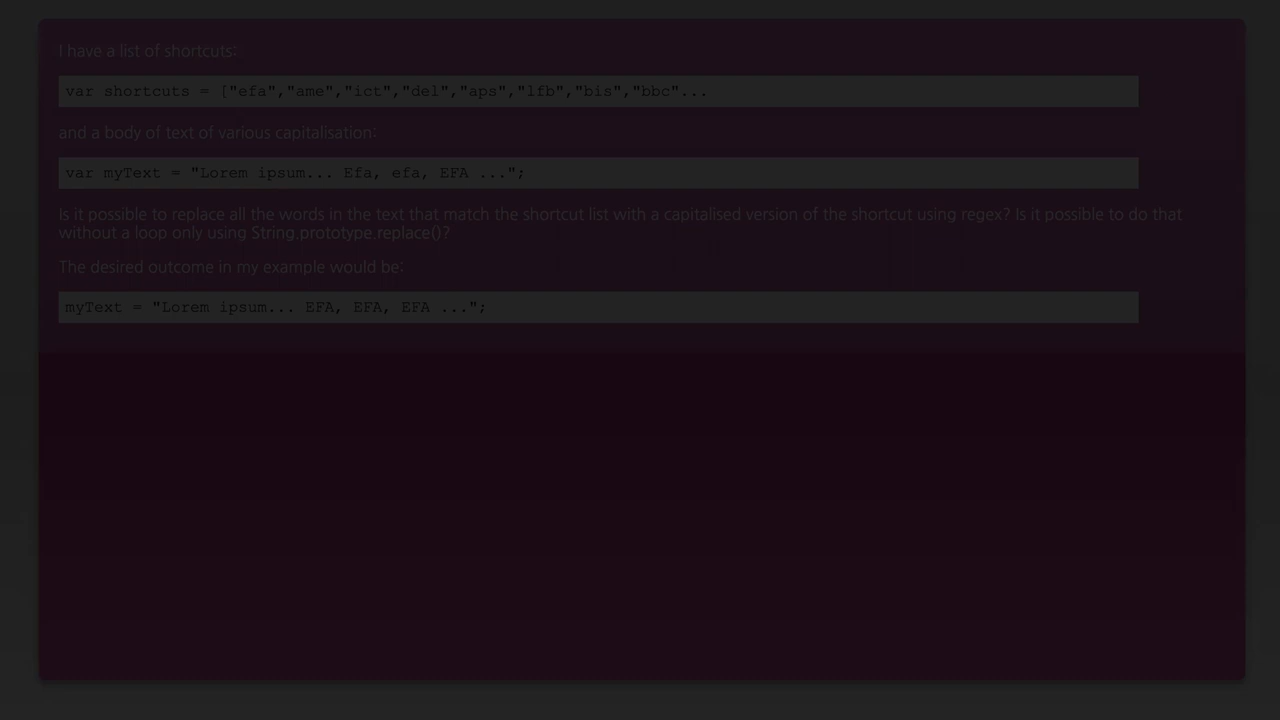 I have a list of shortcuts:
var shortcuts = ["efa","ame","ict","del","aps","lfb","bis","bbc"...
and a body of text of various capitalisation:
var myText = "Lorem ipsum... Efa, efa, EFA ...";
Is it possible to replace all the words in the text that match the shortcut list with a capitalised version of the shortcut using regex? Is it possible to do that
without a loop only using String.prototype.replace()?
The desired outcome in my example would be:
myText = "Lorem ipsum... EFA, EFA, EFA ...";